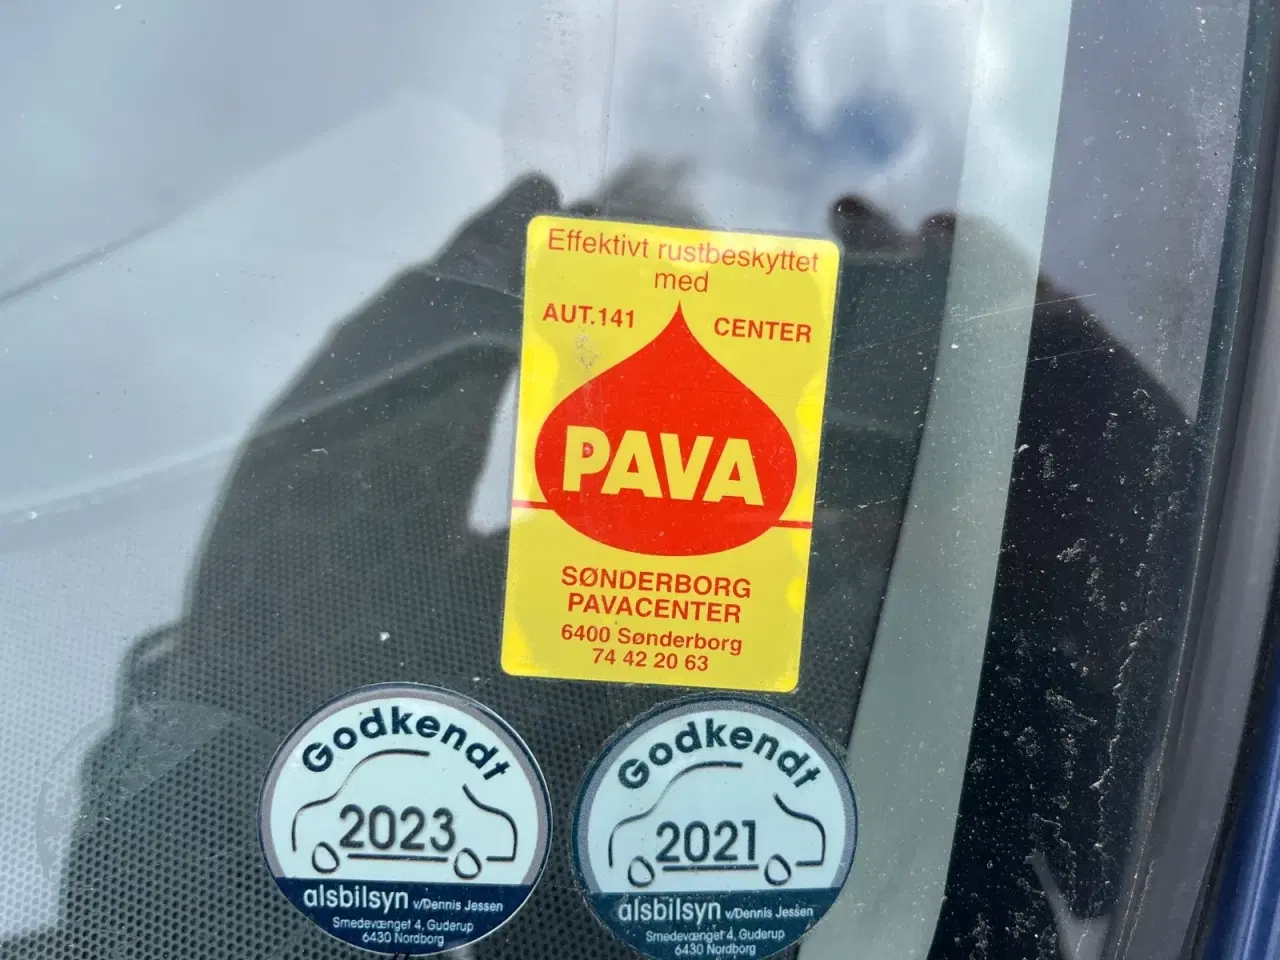 Effektivt rustbeskyttet
med
AUT.141 CENTER
PAVA
SØNDERBORG
PAVACENTER
6400 Sønderborg
74 42 20 63
Godkendt
2023
alsbilsyn v/Dennis Jessen
Smedevænget 4, Guderup
6430 Nordborg
Godkendt
2021
alsbilsyn v/Dennis Jessen
Smedevænget 4, Guderup
6430 Nordborg